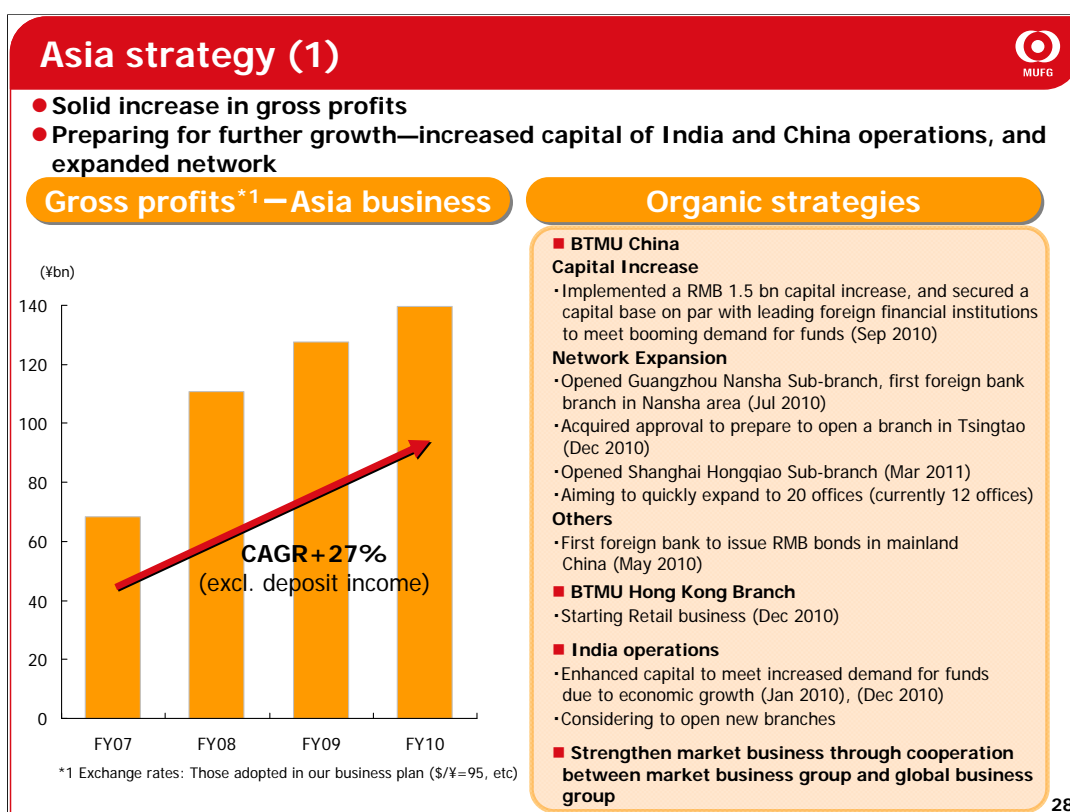 Asia strategy (1)
MUFG
●Solid increase in gross profits
●Preparing for further growth—increased capital of India and China operations, and
expanded network
Gross profits*1—Asia business
(¥bn)
140
120
100
80
60
40
20
0
CAGR+27%
(excl. deposit income)
FY07 FY08 FY09 FY10
*1 Exchange rates: Those adopted in our business plan ($/¥=95, etc)
Organic strategies
■ BTMU China
Capital Increase
・Implemented a RMB 1.5 bn capital increase, and secured a
capital base on par with leading foreign financial institutions
to meet booming demand for funds (Sep 2010)
Network Expansion
・Opened Guangzhou Nansha Sub-branch, first foreign bank
branch in Nansha area (Jul 2010)
・Acquired approval to prepare to open a branch in Tsingtao
(Dec 2010)
・Opened Shanghai Hongqiao Sub-branch (Mar 2011)
・Aiming to quickly expand to 20 offices (currently 12 offices)
Others
・First foreign bank to issue RMB bonds in mainland
China (May 2010)
■ BTMU Hong Kong Branch
・Starting Retail business (Dec 2010)
■ India operations
・Enhanced capital to meet increased demand for funds
due to economic growth (Jan 2010), (Dec 2010)
・Considering to open new branches
■ Strengthen market business through cooperation
between market business group and global business
group
28